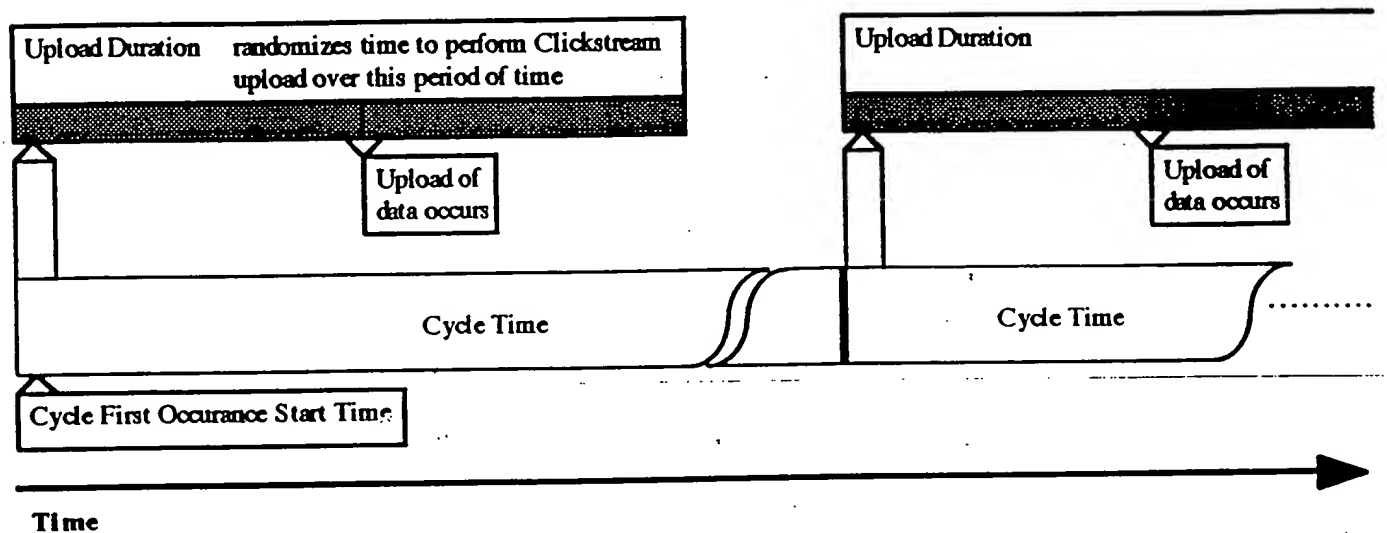 Upload Duration randomizes time to perform Clickstream
upload over this period of time
Upload Duration
Upload of
data occurs
Upload of
data occurs
Cycle Time
Cycle Time
Cycle First Occurance Start Time
Time